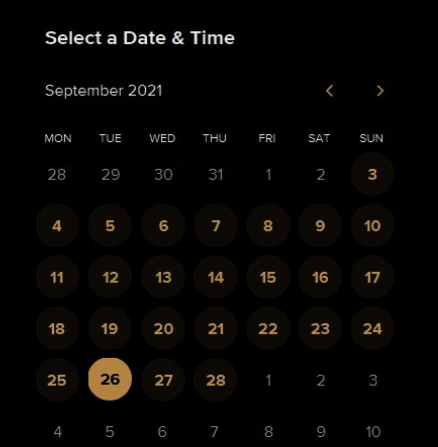 Select a Date & Time
September 2021
MON TUE WED THU FRI SAT SUN
28 29 30 31 1 2 3
4 5 6 7 8 9 10
11 12 13 14 15 16 17
18 19 20 21 22 23 24
25 26 27 28 1 2 3
4 5 6 7 8 9 10